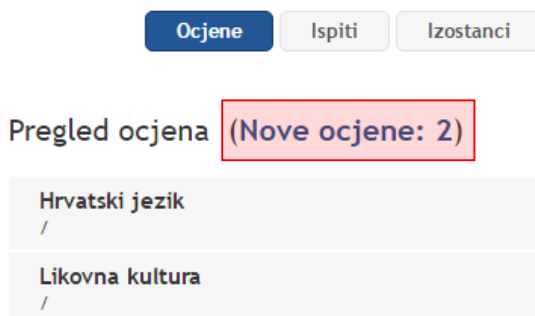 Ocjene Ispiti Izostanci
Pregled ocjena (Nove ocjene: 2)
Hrvatski jezik
/
Likovna kultura
/